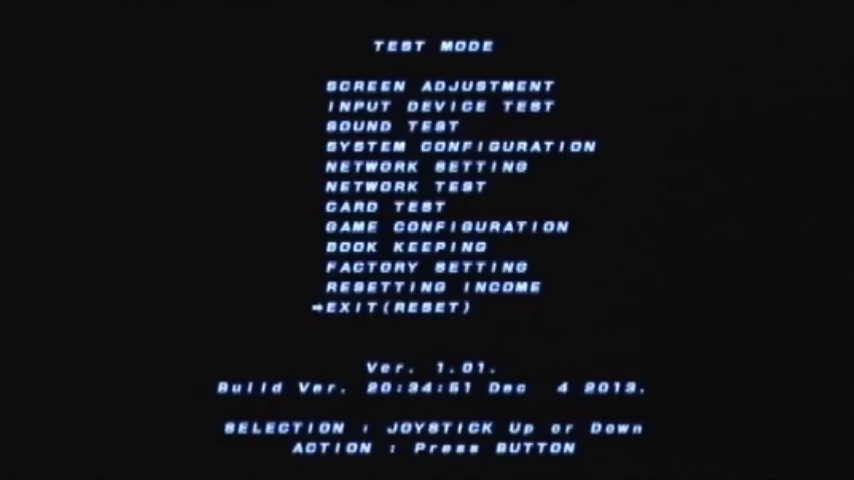 TEST MODE
SCREEN ADJUSTMENT
INPUT DEVICE TEST
SOUND TEST
SYSTEM CONFIGURATION
NETWORK SETTING
NETWORK TEST
CARD TEST
GAME CONFIGURATION
BOOK KEEPING
FACTORY SETTING
RESETTING INCOME
➡EXIT(RESET)
Ver. 1.01.
Build Ver. 20:34:51 Dec 4 2013.
SELECTION : JOYSTICK Up or Down
ACTION : Press BUTTON